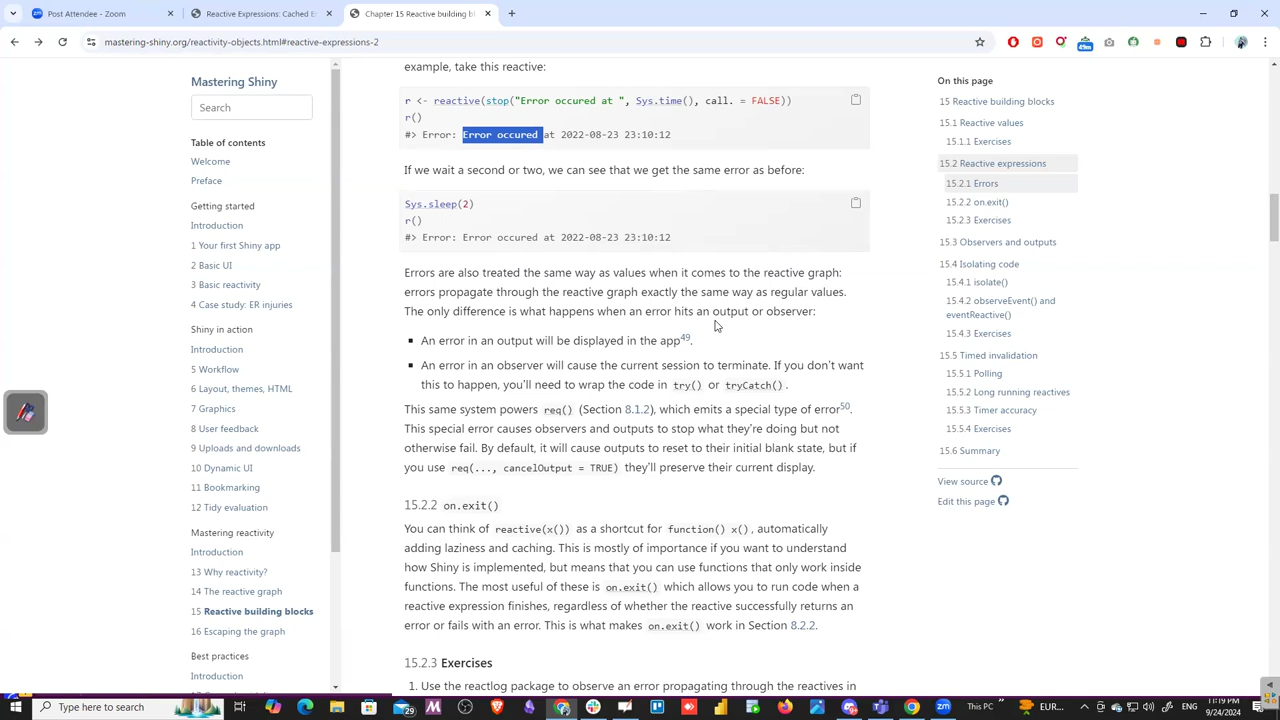 Post Attendee - Zoom
Reactive Shiny Expressions: Cached E
Chapter 15 Reactive building bl
mastering-shiny.org/reactivity-objects.html#reactive-expressions-2
49m
Mastering Shiny
Search
Table of contents
Welcome
Preface
Getting started
Introduction
1 Your first Shiny app
2 Basic UI
3 Basic reactivity
4 Case study: ER injuries
Shiny in action
Introduction
5 Workflow
6 Layout, themes, HTML
7 Graphics
8 User feedback
9 Uploads and downloads
10 Dynamic UI
11 Bookmarking
12 Tidy evaluation
Mastering reactivity
Introduction
13 Why reactivity?
14 The reactive graph
15 Reactive building blocks
16 Escaping the graph
Best practices
Introduction
example, take this reactive:
r <- reactive(stop("Error occured at ", Sys.time(), call. = FALSE))
r()
#> Error: Error occured at 2022-08-23 23:10:12
If we wait a second or two, we can see that we get the same error as before:
Sys.sleep(2)
r()
#> Error: Error occured at 2022-08-23 23:10:12
Errors are also treated the same way as values when it comes to the reactive graph:
errors propagate through the reactive graph exactly the same way as regular values.
The only difference is what happens when an error hits an output or observer:
▪ An error in an output will be displayed in the app49.
▪ An error in an observer will cause the current session to terminate. If you don't want
this to happen, you'll need to wrap the code in try() or tryCatch().
This same system powers req() (Section 8.1.2), which emits a special type of error50.
This special error causes observers and outputs to stop what they're doing but not
otherwise fail. By default, it will cause outputs to reset to their initial blank state, but if
you use req(..., cancelOutput = TRUE) they'll preserve their current display.
15.2.2 on.exit()
You can think of reactive(x()) as a shortcut for function() x(), automatically
adding laziness and caching. This is mostly of importance if you want to understand
how Shiny is implemented, but means that you can use functions that only work inside
functions. The most useful of these is on.exit() which allows you to run code when a
reactive expression finishes, regardless of whether the reactive successfully returns an
error or fails with an error. This is what makes on.exit() work in Section 8.2.2.
15.2.3 Exercises
1. Use the reactlog package to observe an error propagating through the reactives in
On this page
15 Reactive building blocks
15.1 Reactive values
15.1.1 Exercises
15.2 Reactive expressions
15.2.1 Errors
15.2.2 on.exit()
15.2.3 Exercises
15.3 Observers and outputs
15.4 Isolating code
15.4.1 isolate()
15.4.2 observeEvent() and
eventReactive()
15.4.3 Exercises
15.5 Timed invalidation
15.5.1 Polling
15.5.2 Long running reactives
15.5.3 Timer accuracy
15.5.4 Exercises
15.6 Summary
View source
Edit this page
Type here to search
29
This PC
EUR...
11:19 PM
9/24/2024